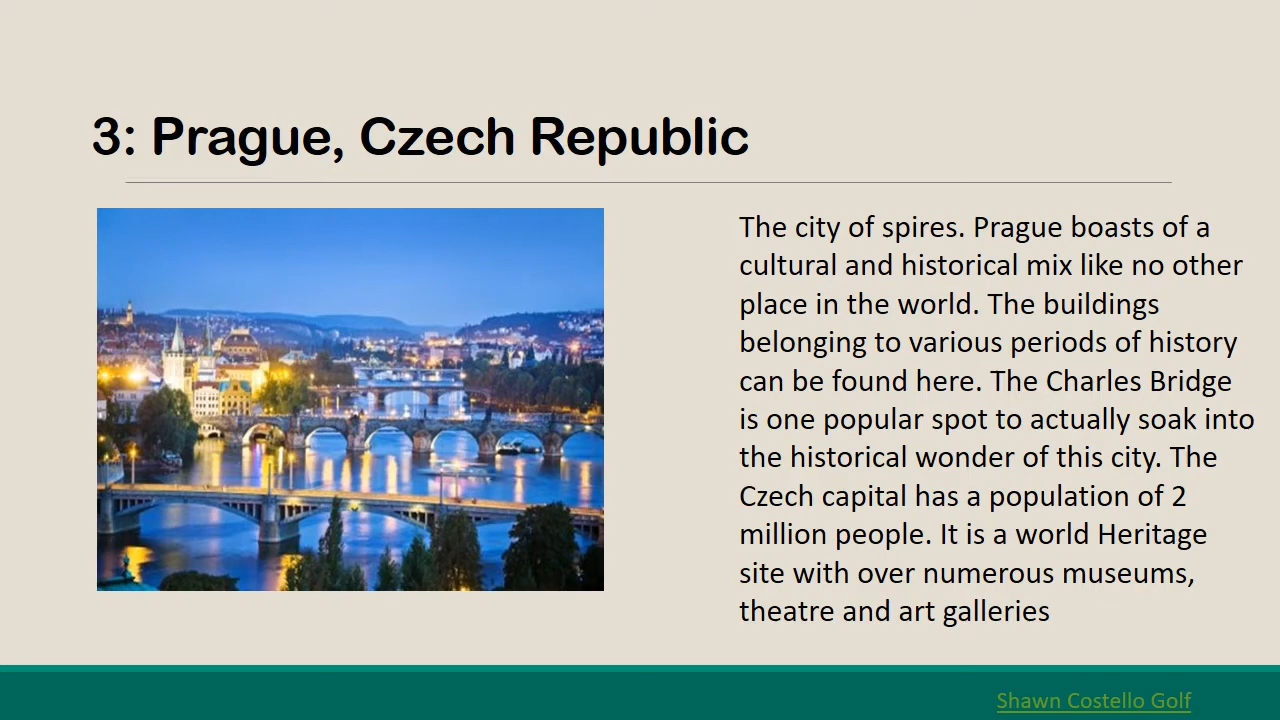 3: Prague, Czech Republic
The city of spires. Prague boasts of a
cultural and historical mix like no other
place in the world. The buildings
belonging to various periods of history
can be found here. The Charles Bridge
is one popular spot to actually soak into
the historical wonder of this city. The
Czech capital has a population of 2
million people. It is a world Heritage
site with over numerous museums,
theatre and art galleries
Shawn Costello Golf